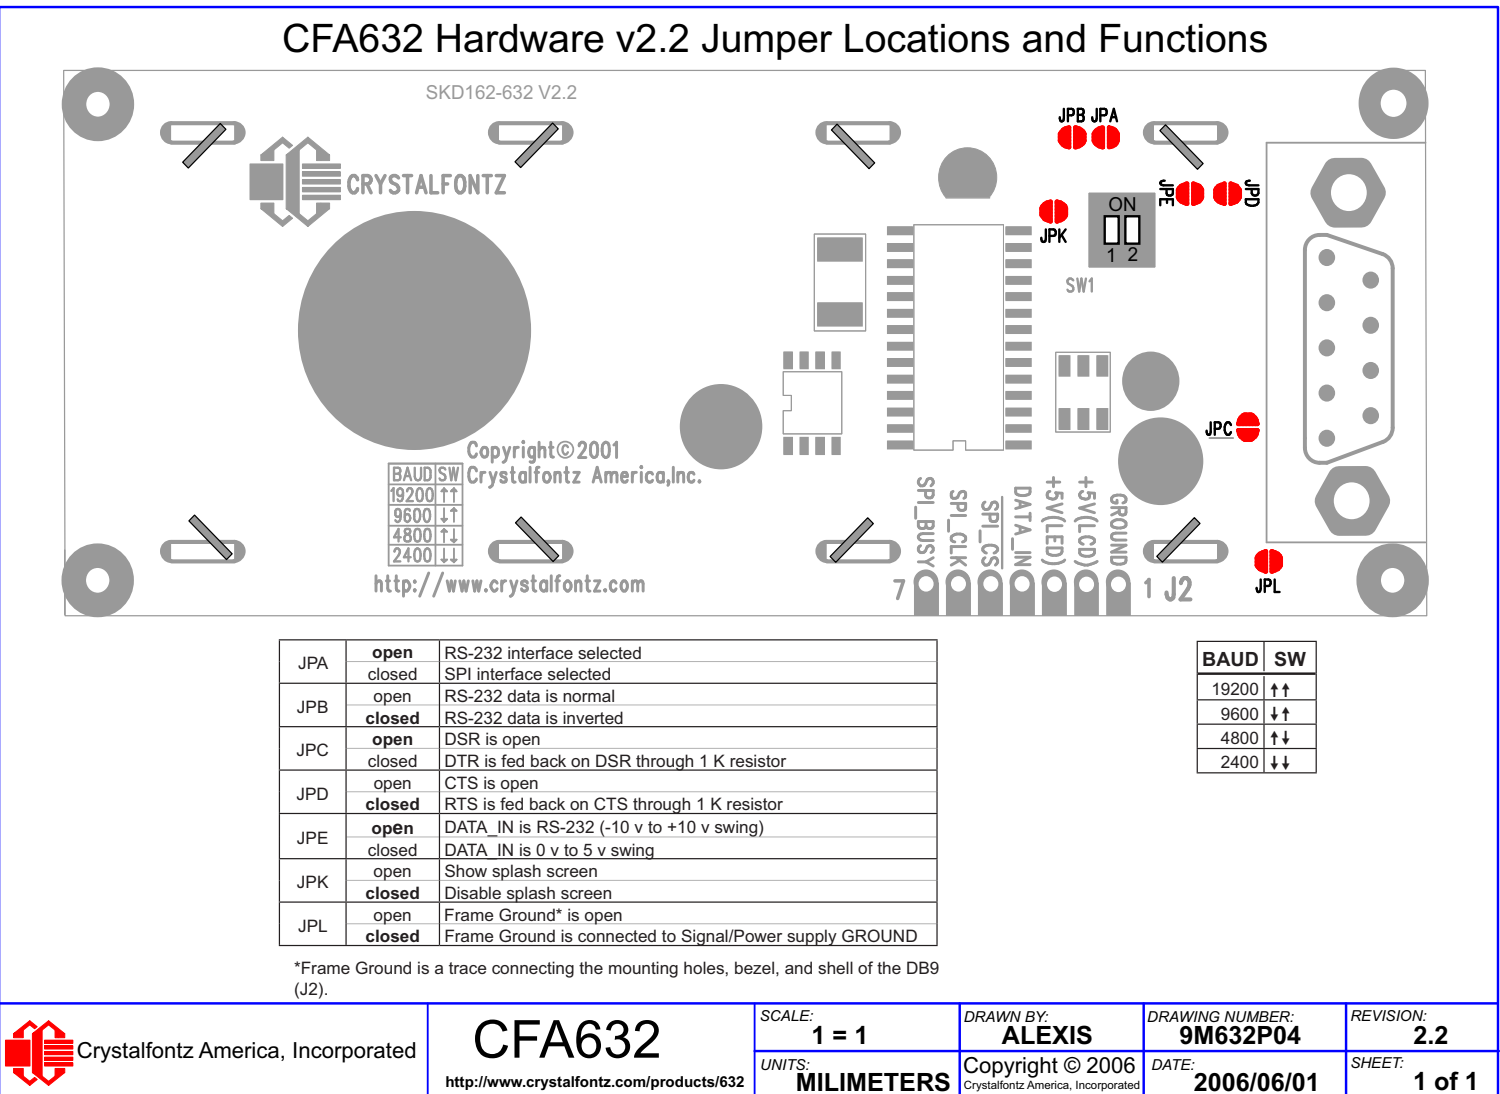 CFA632 Hardware v2.2 Jumper Locations and Functions
SKD162-632 V2.2
JPB JPA
CRYSTALFONTZ
JPE
JPD
JPK
ON
1 2
SW1
JPC
Copyright©2001
Crystalfontz America,Inc.
BAUD SW
19200 ↑↑
9600 ↓↑
4800 ↑↓
2400 ↓↓
http://www.crystalfontz.com
SPI_BUSY
SPI_CLK
SPI_CS
DATA_IN
+5V(LED)
+5V(LCD)
GROUND
7
1 J2
JPL
JPA
open RS-232 interface selected
closed SPI interface selected
JPB
open RS-232 data is normal
closed RS-232 data is inverted
JPC
open DSR is open
closed DTR is fed back on DSR through 1 K resistor
JPD
open CTS is open
closed RTS is fed back on CTS through 1 K resistor
JPE
open DATA_IN is RS-232 (-10 v to +10 v swing)
closed DATA_IN is 0 v to 5 v swing
JPK
open Show splash screen
closed Disable splash screen
JPL
open Frame Ground* is open
closed Frame Ground is connected to Signal/Power supply GROUND
*Frame Ground is a trace connecting the mounting holes, bezel, and shell of the DB9
(J2).
BAUD SW
19200 ↑↑
9600 ↓↑
4800 ↑↓
2400 ↓↓
Crystalfontz America, Incorporated
CFA632
http://www.crystalfontz.com/products/632
SCALE:
1 = 1
UNITS:
MILIMETERS
DRAWN BY:
ALEXIS
Copyright © 2006
Crystalfontz America, Incorporated
DRAWING NUMBER:
9M632P04
DATE:
2006/06/01
REVISION:
2.2
SHEET:
1 of 1